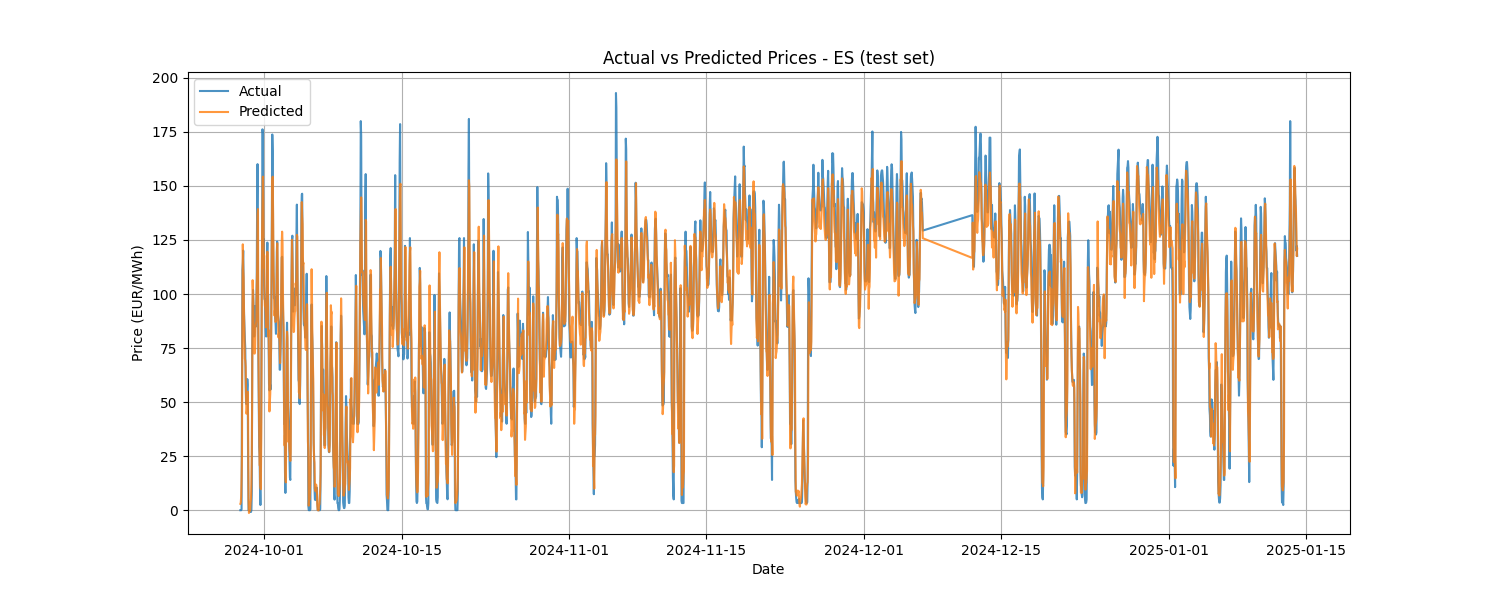 Actual vs Predicted Prices - ES (test set)
Actual
Predicted
Price (EUR/MWh)
200
175
150
125
100
75
50
25
0
2024-10-01 2024-10-15 2024-11-01 2024-11-15 2024-12-01 2024-12-15 2025-01-01 2025-01-15
Date